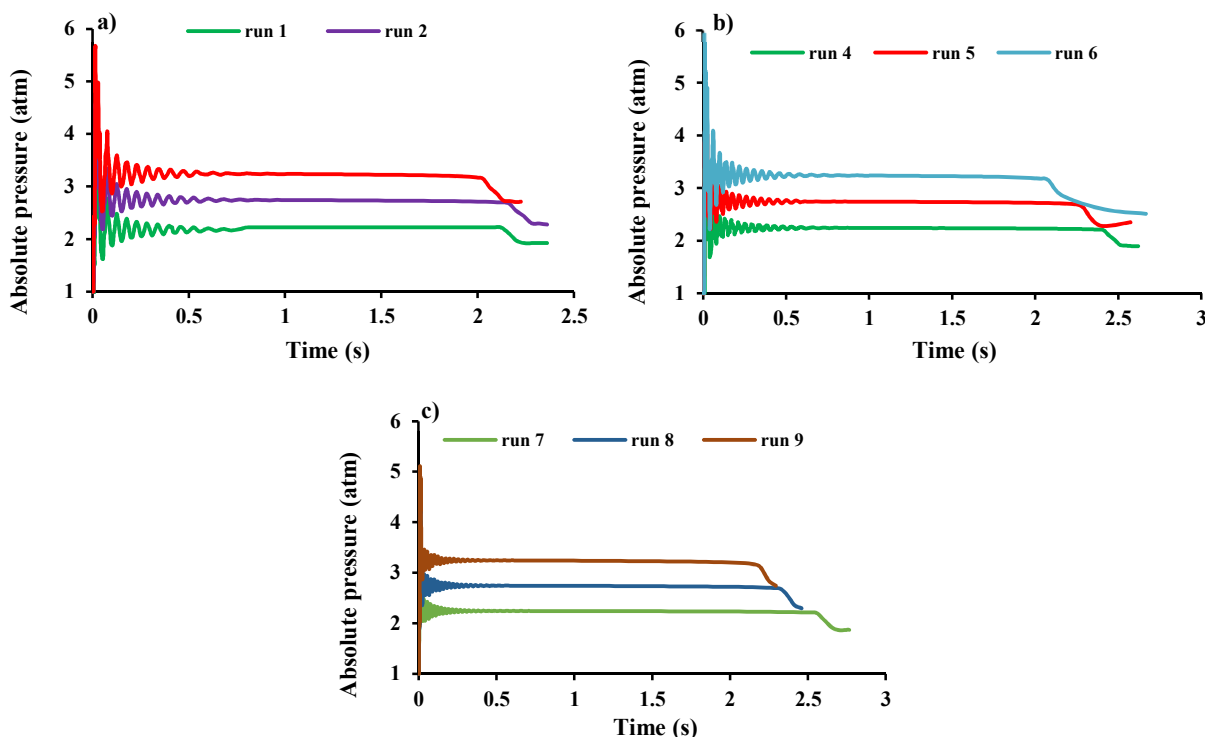 a)
run 1 run 2
Absolute pressure (atm)
6
5
4
3
2
1
0 0.5 1 1.5 2 2.5
Time (s)
b)
run 4 run 5 run 6
Absolute pressure (atm)
6
5
4
3
2
1
0 0.5 1 1.5 2 2.5 3
Time (s)
c)
run 7 run 8 run 9
Absolute pressure (atm)
6
5
4
3
2
1
0 0.5 1 1.5 2 2.5 3
Time (s)